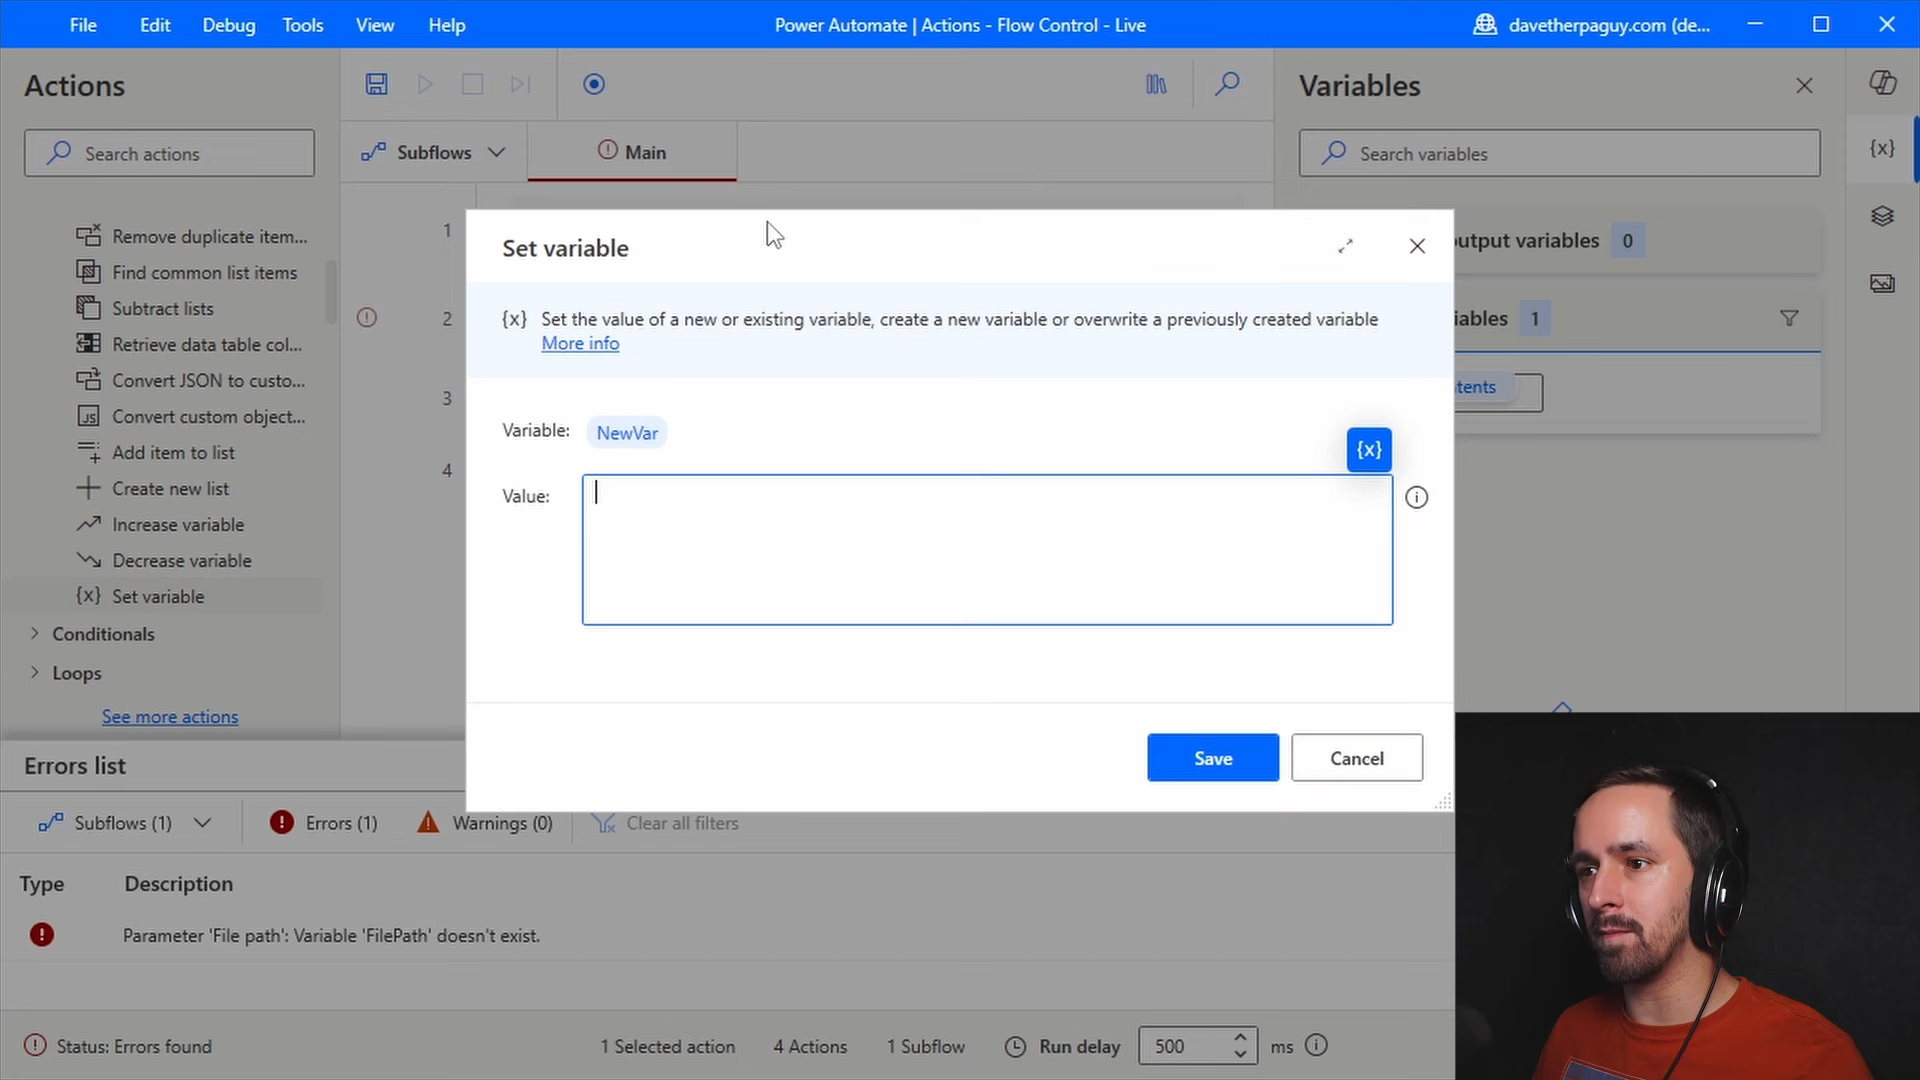 File Edit Debug Tools View Help
Power Automate | Actions - Flow Control - Live
davetherpaguy.com (de...
Actions
Search actions
Remove duplicate item...
Find common list items
Subtract lists
Retrieve data table col...
Convert JSON to custo...
Convert custom object...
Add item to list
Create new list
Increase variable
Decrease variable
{x} Set variable
Conditionals
Loops
See more actions
Subflows
Main
1
2
3
4
Set variable
{x} Set the value of a new or existing variable, create a new variable or overwrite a previously created variable
More info
Variable: NewVar
{x}
Value:
Save
Cancel
Variables
Search variables
utput variables 0
iables 1
tents
{x}
Errors list
Subflows (1)
Errors (1)
Warnings (0)
Clear all filters
Type Description
Parameter 'File path': Variable 'FilePath' doesn't exist.
Status: Errors found
1 Selected action
4 Actions
1 Subflow
Run delay
500
ms